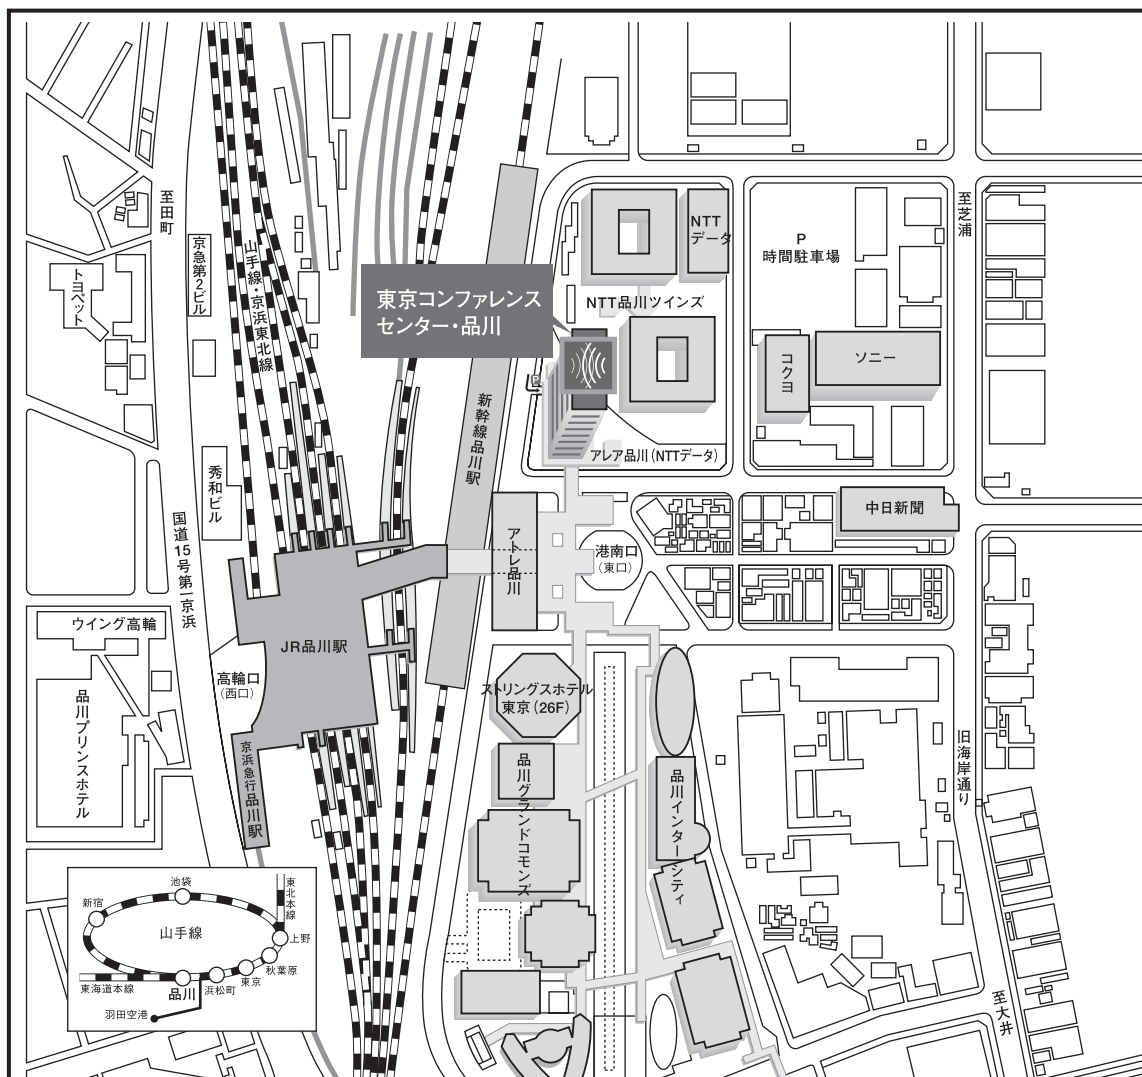 至田町
京急第2ビル
トヨペット
山手線・京浜東北線
東京コンファレンス
センター・品川
NTT
データ
NTT品川ツインズ
P
時間駐車場
至芝浦
コクヨ
ソニー
P
新幹線品川駅
アレア品川(NTTデータ)
秀和ビル
国道15号第一京浜
アトレ品川
港南口
(東口)
中日新聞
ウイング高輪
JR品川駅
高輪口
(西口)
品川プリンスホテル
京浜急行品川駅
ストリングスホテル
東京(26F)
品川グランドコモンズ
品川インターシティ
旧海岸通り
至大井
池袋
新宿
東北本線
山手線
上野
秋葉原
東京
浜松町
品川
東海道本線
羽田空港